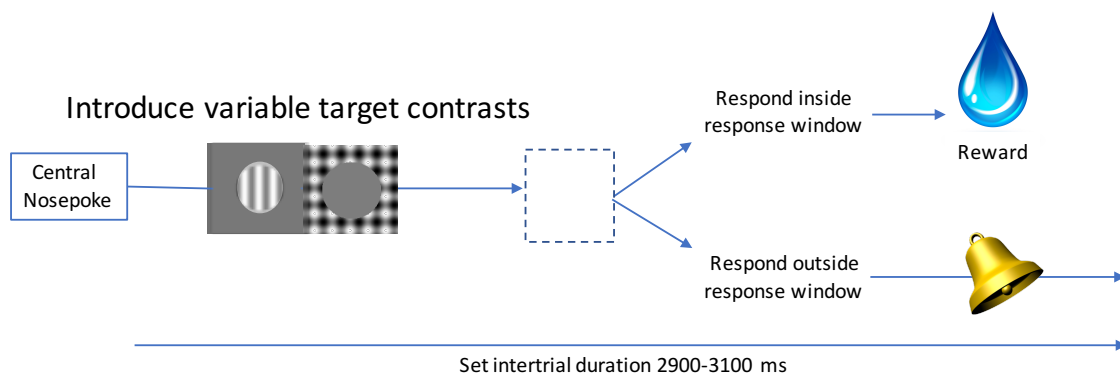 Introduce variable target contrasts
Central
Nosepoke
Respond inside
response window
Reward
Respond outside
response window
Set intertrial duration 2900-3100 ms